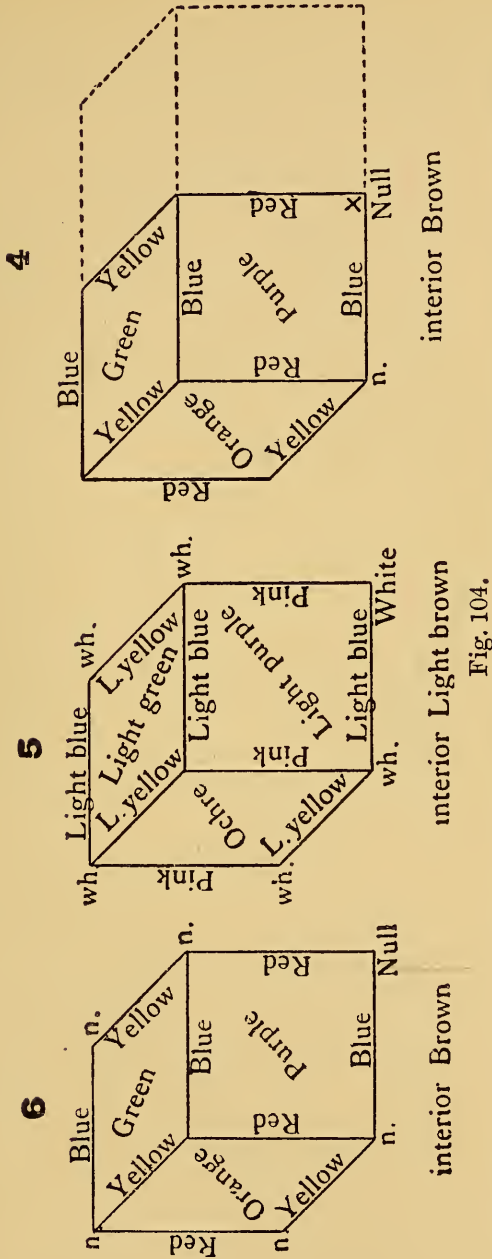 6
n.
Blue
n
Yellow
Green
Yellow
n.
Blue
Red
Orange
Purple
Red
Red
n
Yellow
n.
Blue
Null
interior Brown
5
wh.
Light blue
wh.
L. yellow
Light green
L. yellow
wh.
Light blue
Pink
Ochre
Light purple
Pink
Pink
wh.
L. yellow
wh.
Light blue
White
interior Light brown
4
Blue
Yellow
Green
Yellow
Blue
Red
Orange
Purple
Red
Red
Yellow
n.
Blue
x
Null
interior Brown
Fig. 104.